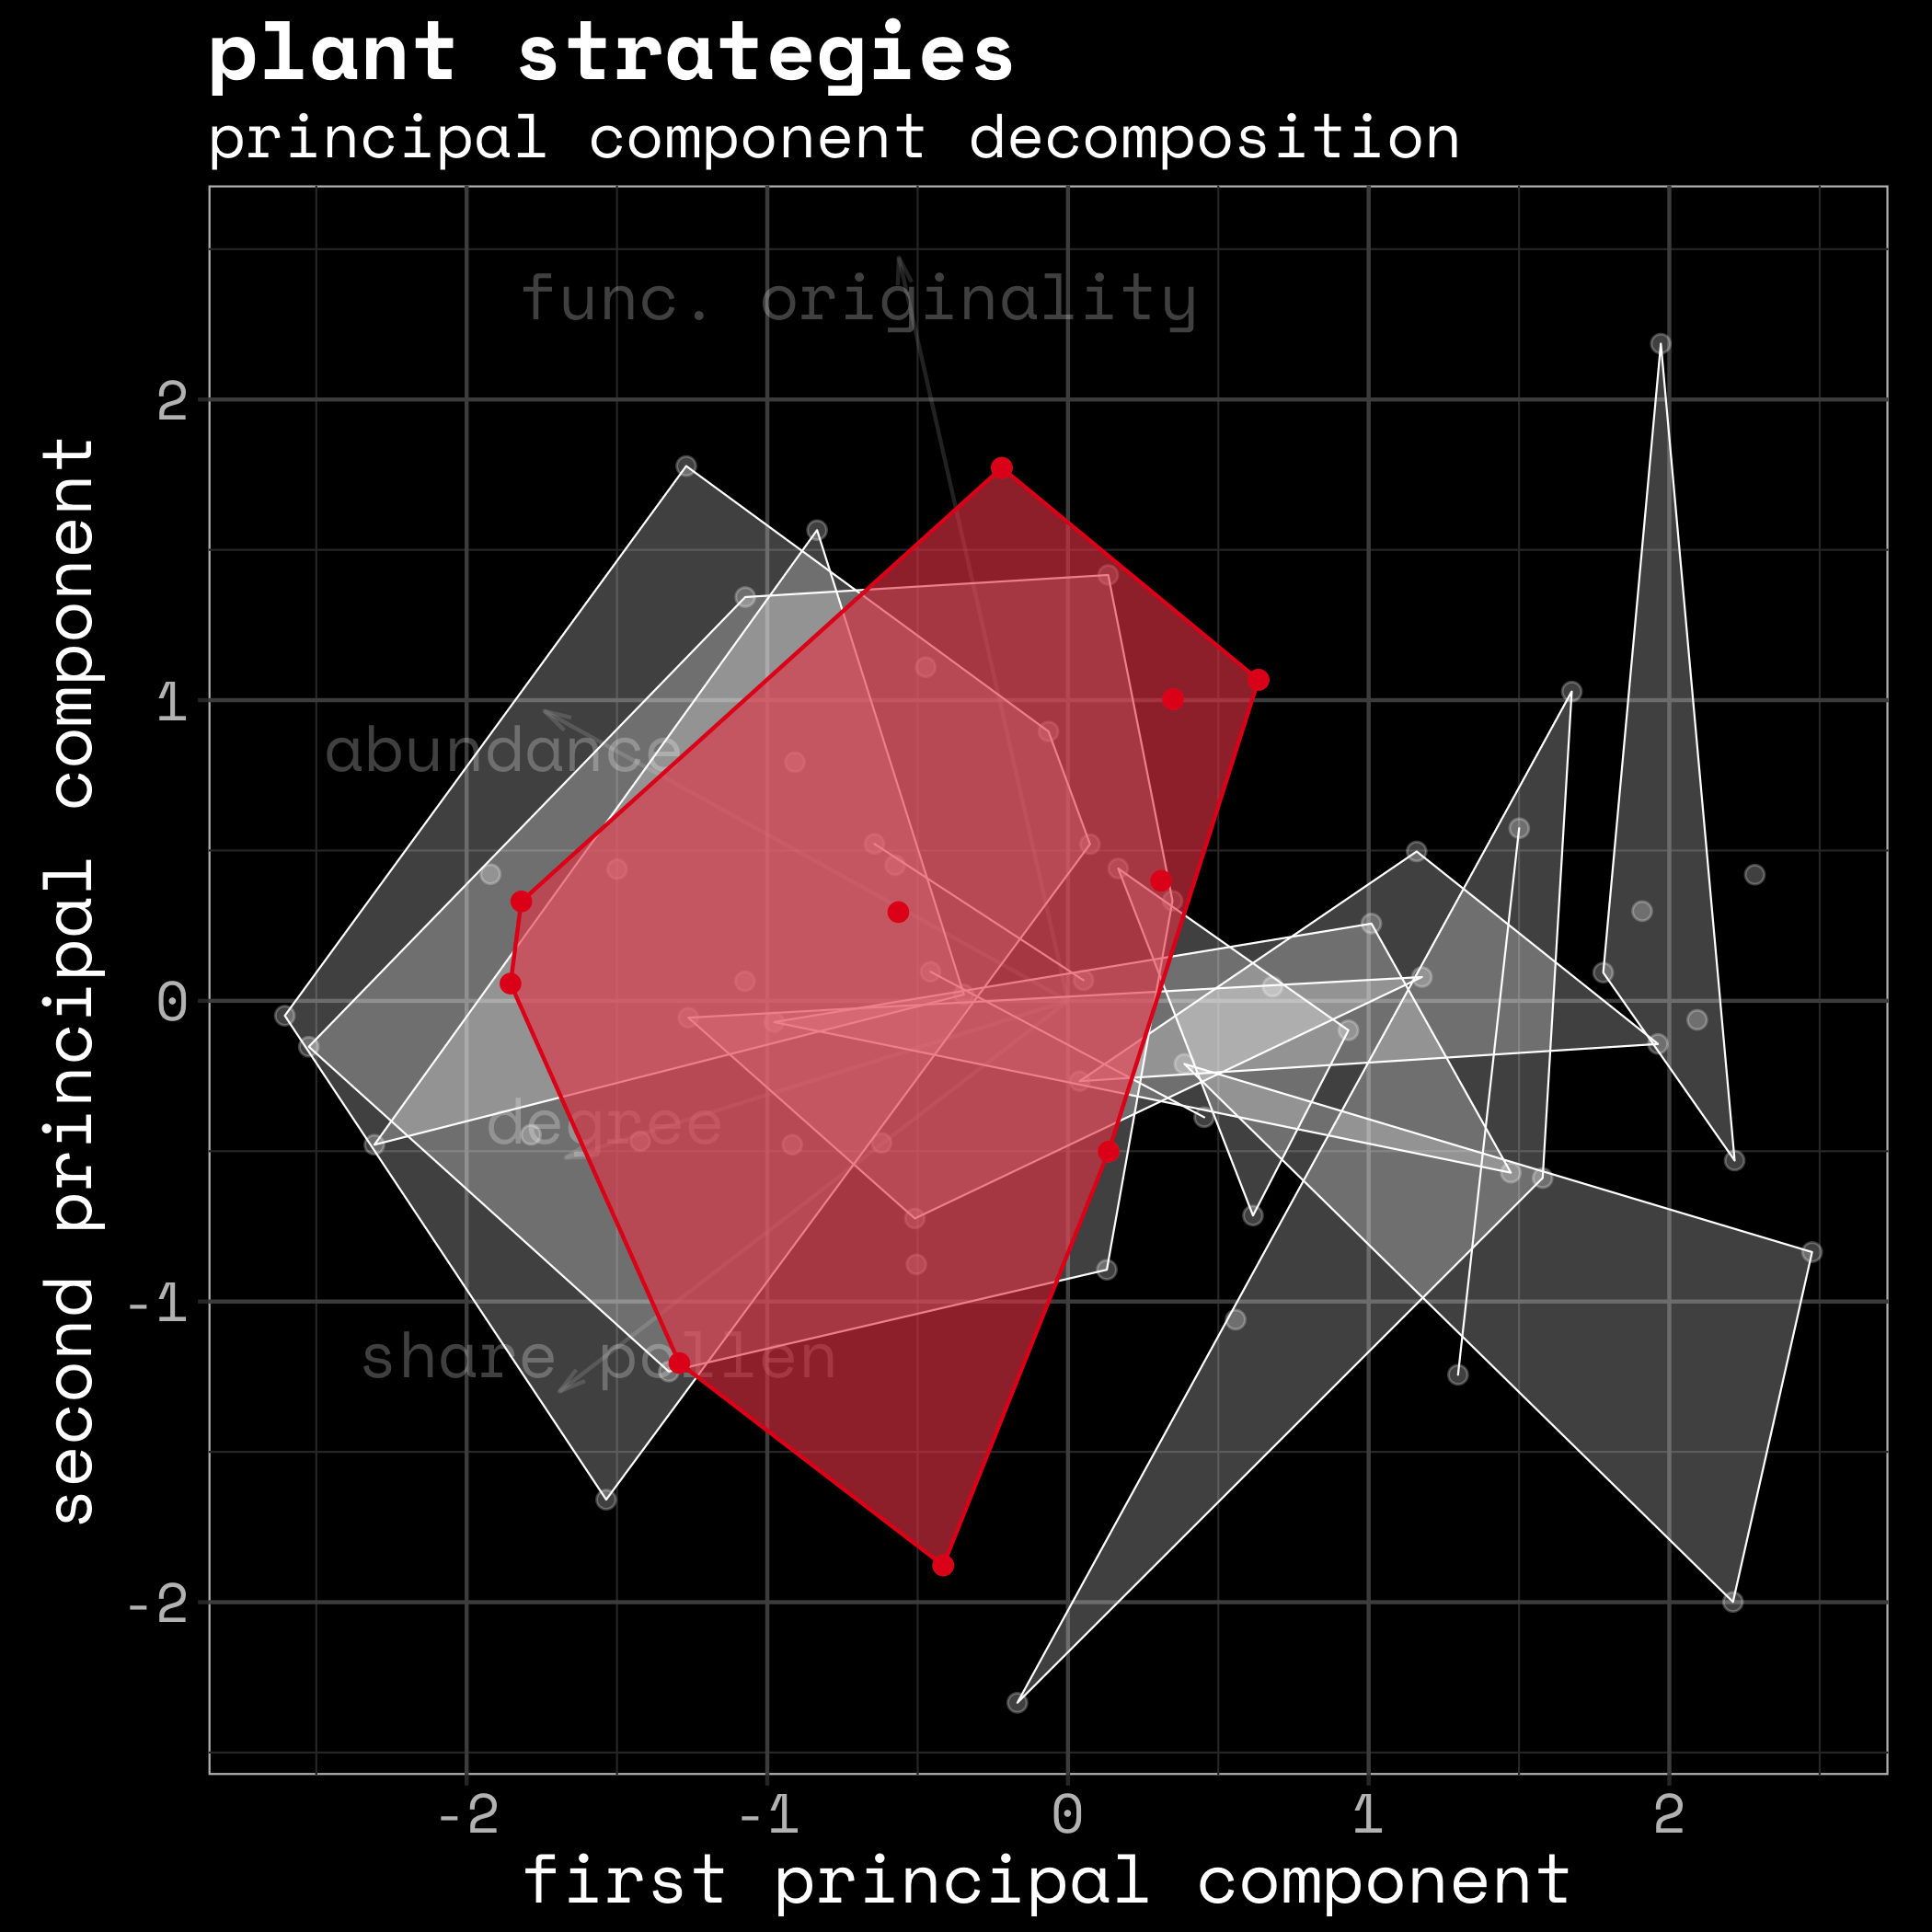 plant strategies
principal component decomposition
func. originality
abundance
degree
share pollen
second principal component
2
1
0
-1
-2
-2 -1 0 1 2
first principal component